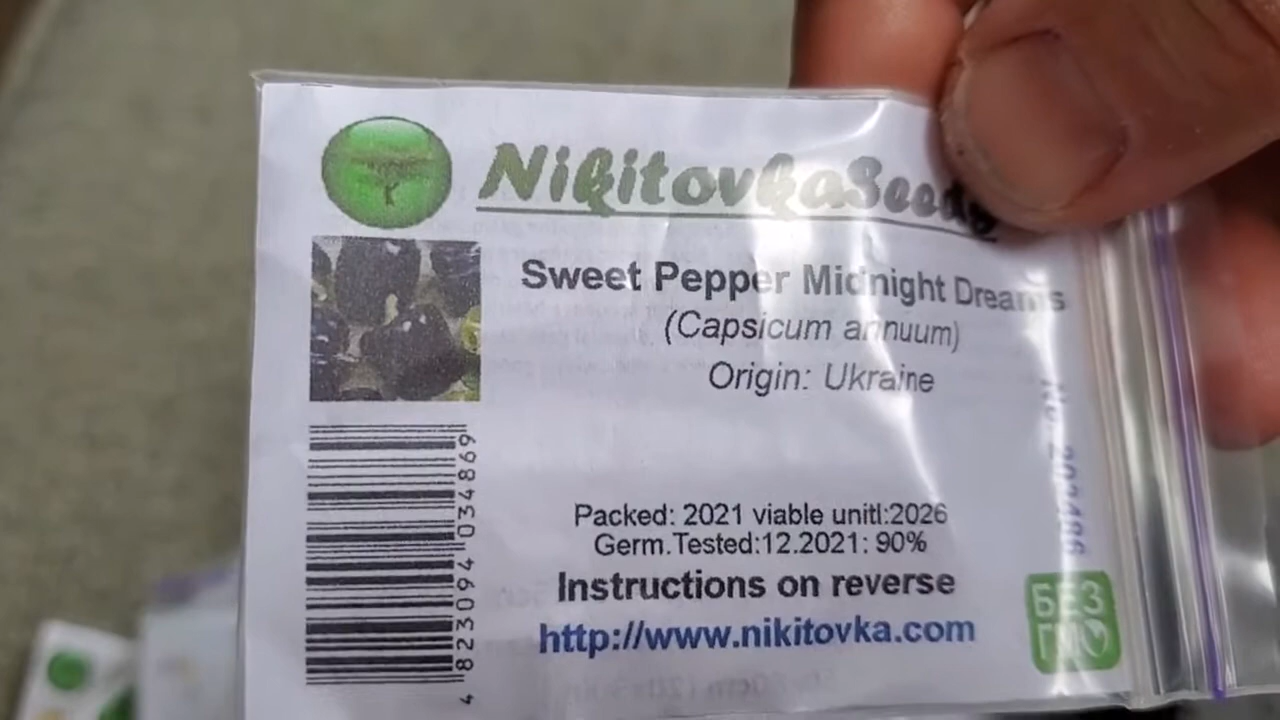 NikitovkaSeeds
Sweet Pepper Midnight Dreams
(Capsicum annuum)
Origin: Ukraine
Packed: 2021 viable unitl:2026
Germ.Tested:12.2021: 90%
Instructions on reverse
http://www.nikitovka.com
4 823094 034869
БЕЗ
ГМО